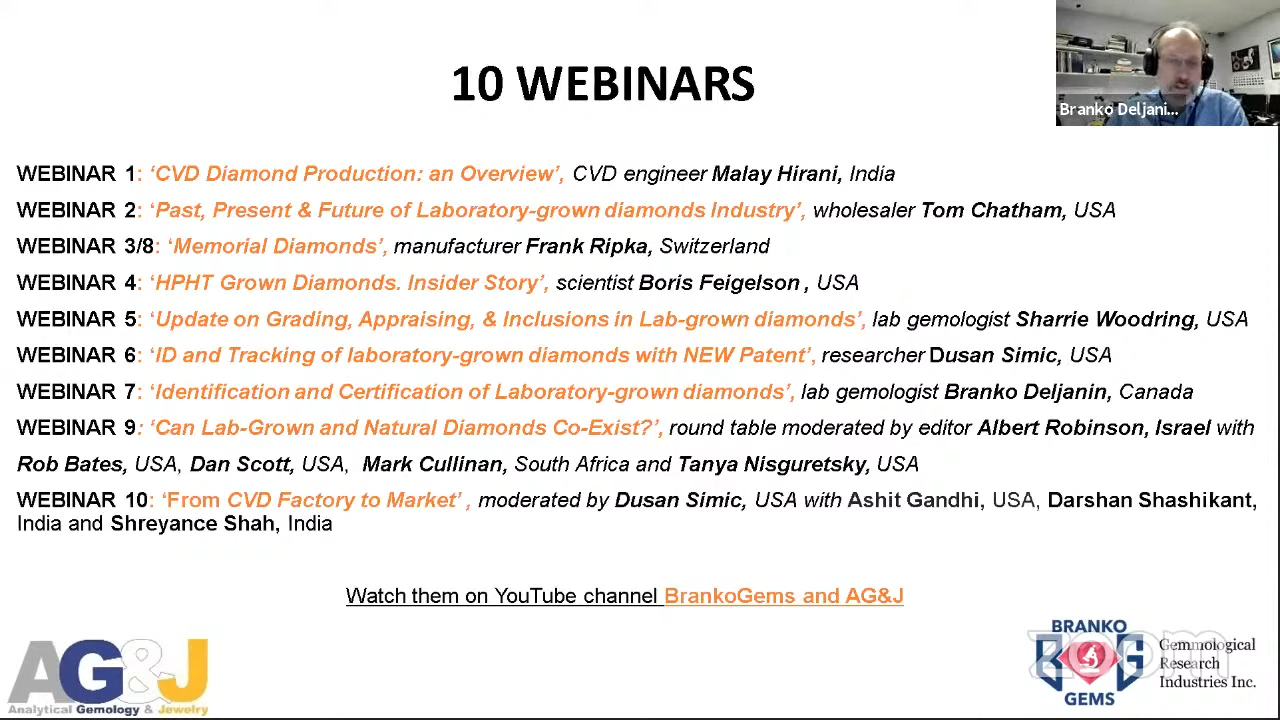 10 WEBINARS
Branko Deljani...
WEBINAR 1: ‘CVD Diamond Production: an Overview’, CVD engineer Malay Hirani, India
WEBINAR 2: ‘Past, Present & Future of Laboratory-grown diamonds Industry’, wholesaler Tom Chatham, USA
WEBINAR 3/8: ‘Memorial Diamonds’, manufacturer Frank Ripka, Switzerland
WEBINAR 4: ‘HPHT Grown Diamonds. Insider Story’, scientist Boris Feigelson , USA
WEBINAR 5: ‘Update on Grading, Appraising, & Inclusions in Lab-grown diamonds’, lab gemologist Sharrie Woodring, USA
WEBINAR 6: ‘ID and Tracking of laboratory-grown diamonds with NEW Patent’, researcher Dusan Simic, USA
WEBINAR 7: ‘Identification and Certification of Laboratory-grown diamonds’, lab gemologist Branko Deljanin, Canada
WEBINAR 9: ‘Can Lab-Grown and Natural Diamonds Co-Exist?’, round table moderated by editor Albert Robinson, Israel with
Rob Bates, USA, Dan Scott, USA, Mark Cullinan, South Africa and Tanya Nisguretsky, USA
WEBINAR 10: ‘From CVD Factory to Market’ , moderated by Dusan Simic, USA with Ashit Gandhi, USA, Darshan Shashikant,
India and Shreyance Shah, India
Watch them on YouTube channel BrankoGems and AG&J
AG&J
Analytical Gemology & Jewelry
BRANKO
GEMS
zoom
Gemmological
Research
Industries Inc.